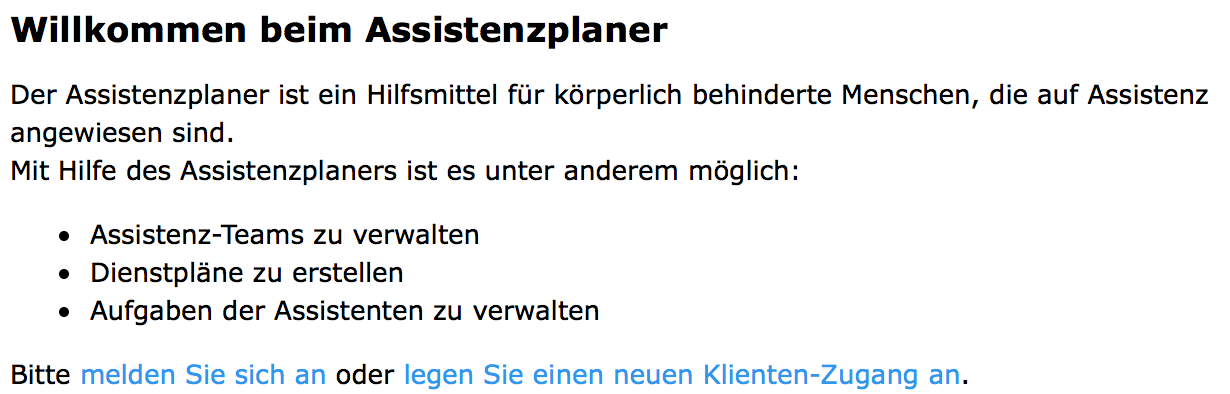 Willkommen beim Assistenzplaner
Der Assistenzplaner ist ein Hilfsmittel für körperlich behinderte Menschen, die auf Assistenz
angewiesen sind.
Mit Hilfe des Assistenzplaners ist es unter anderem möglich:
• Assistenz-Teams zu verwalten
• Dienstpläne zu erstellen
• Aufgaben der Assistenten zu verwalten
Bitte melden Sie sich an oder legen Sie einen neuen Klienten-Zugang an.